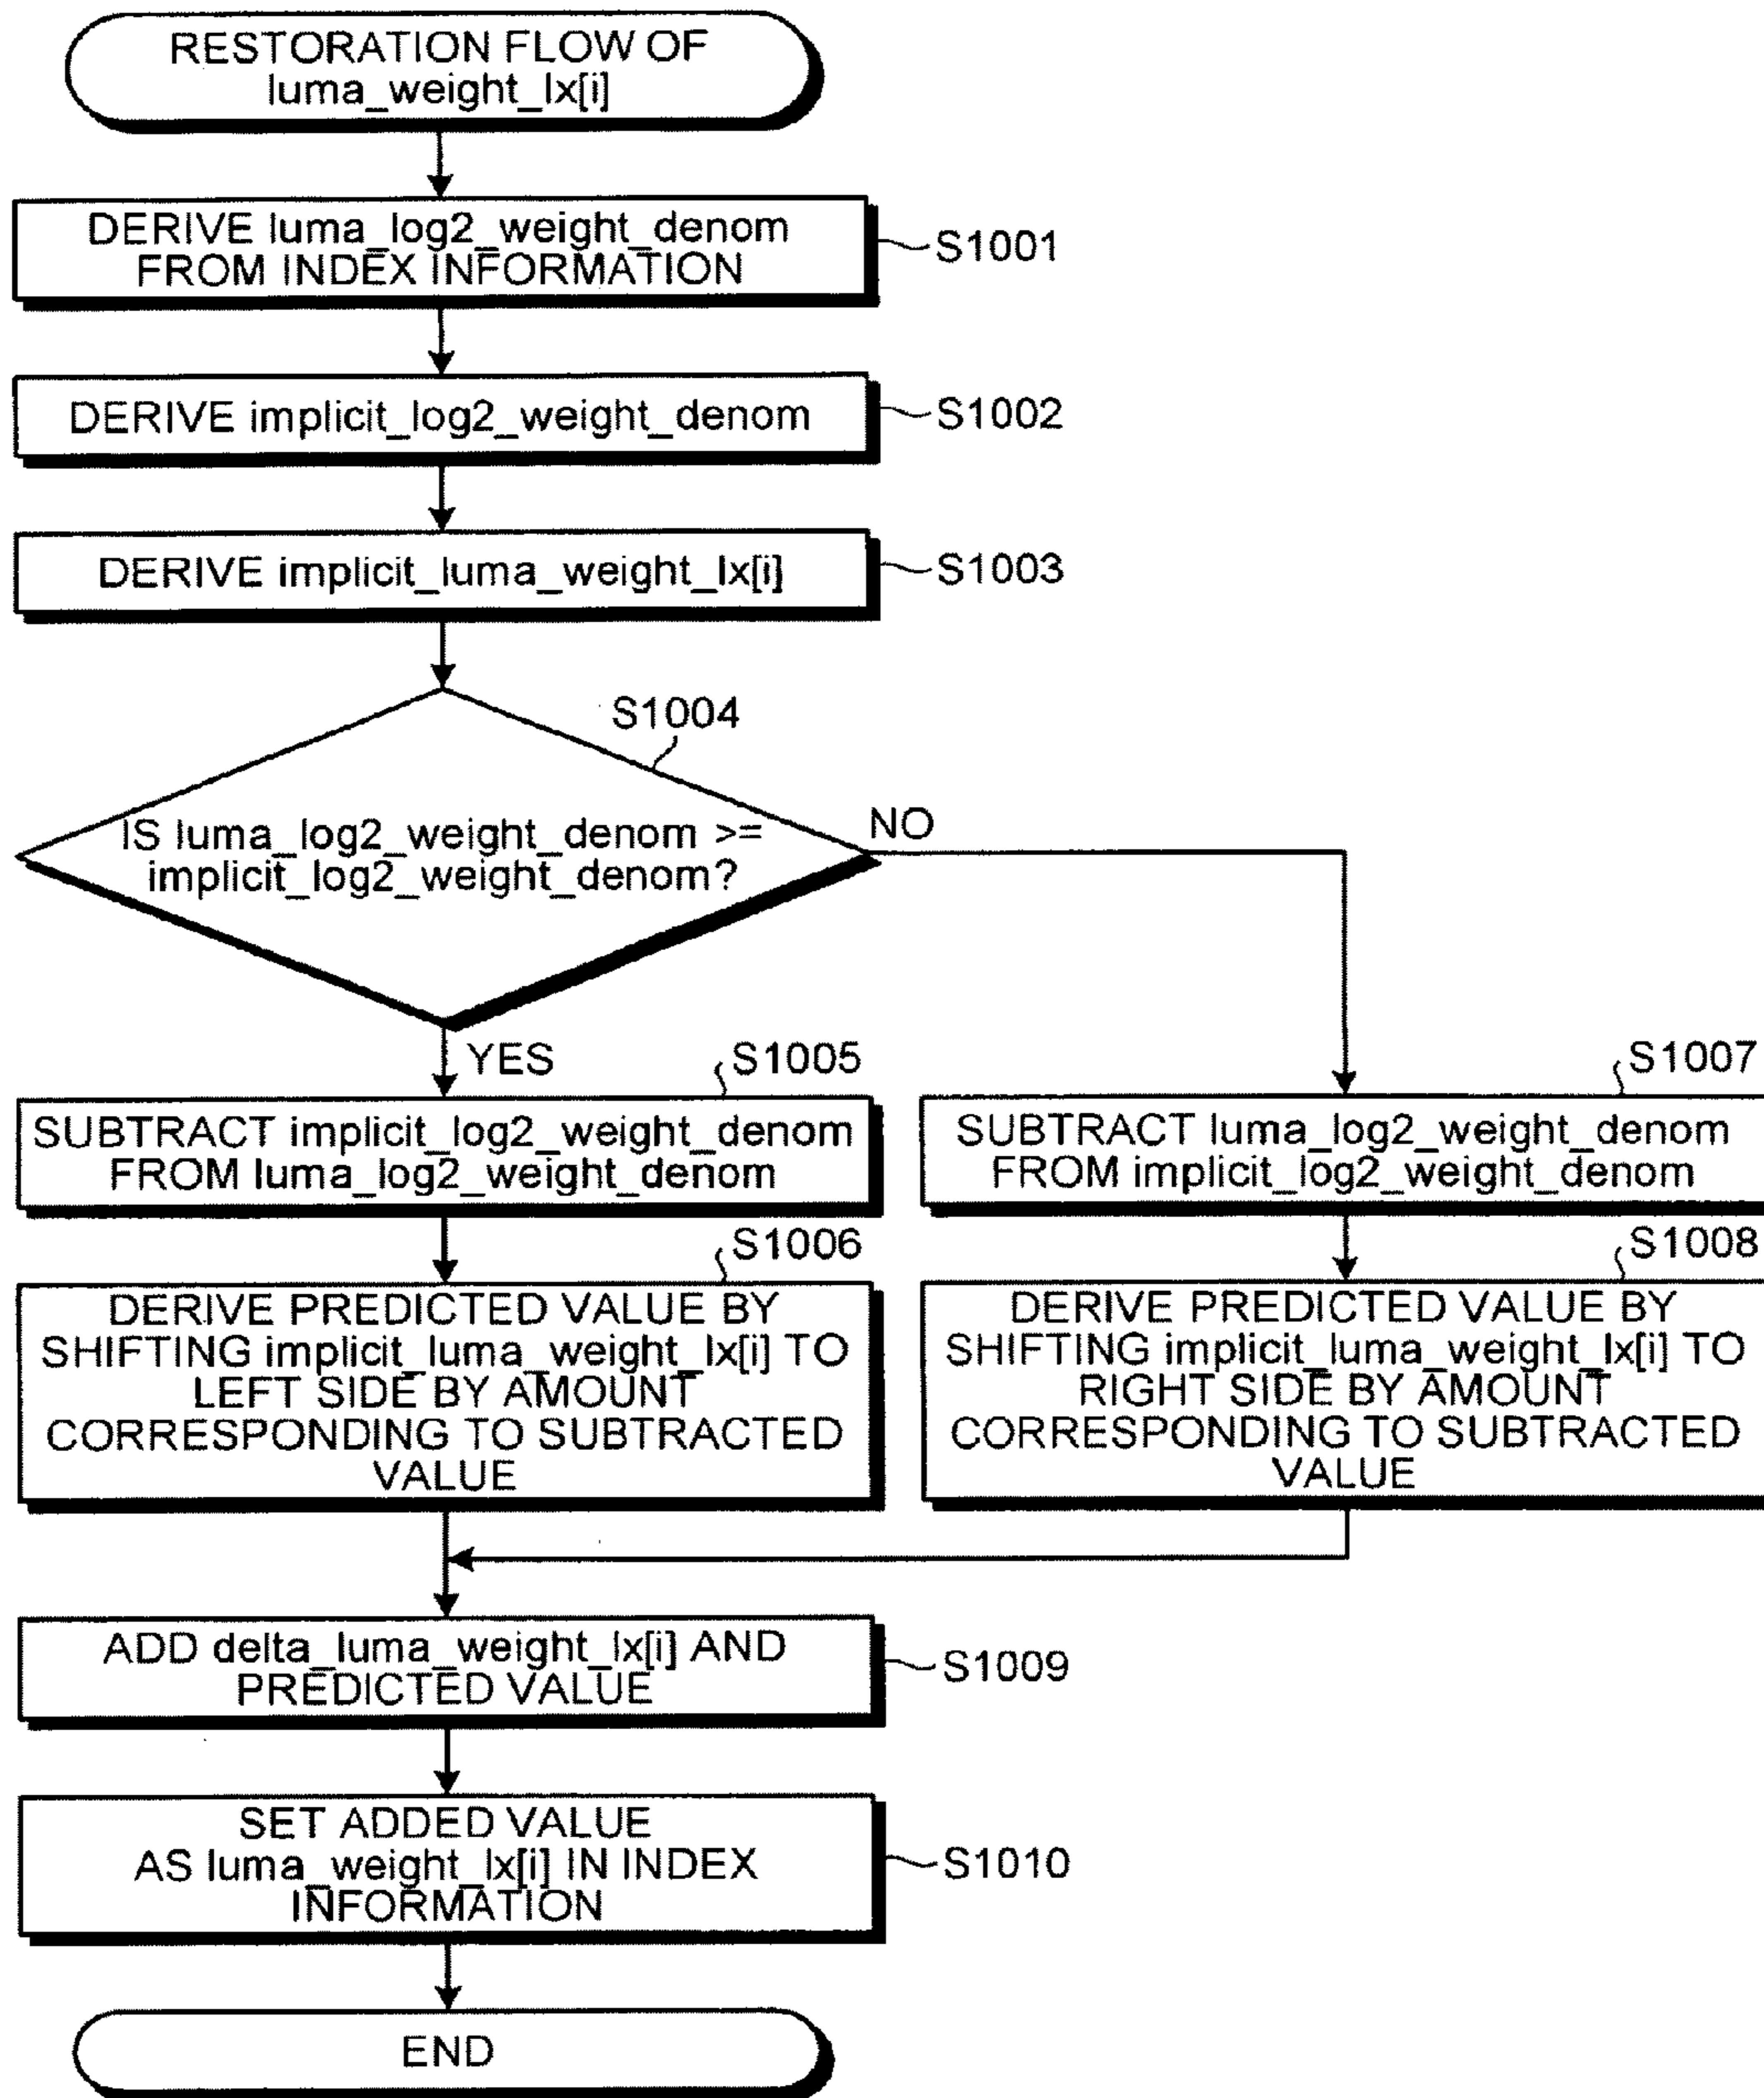 RESTORATION FLOW OF
luma_weight_lx[i]
DERIVE luma_log2_weight_denom
FROM INDEX INFORMATION
S1001
DERIVE implicit_log2_weight_denom
S1002
DERIVE implicit_luma_weight_lx[i]
S1003
S1004
IS luma_log2_weight_denom >=
implicit_log2_weight_denom?
NO
YES
S1005
SUBTRACT implicit_log2_weight_denom
FROM luma_log2_weight_denom
S1007
SUBTRACT luma_log2_weight_denom
FROM implicit_log2_weight_denom
S1006
DERIVE PREDICTED VALUE BY
SHIFTING implicit_luma_weight_lx[i] TO
LEFT SIDE BY AMOUNT
CORRESPONDING TO SUBTRACTED
VALUE
S1008
DERIVE PREDICTED VALUE BY
SHIFTING implicit_luma_weight_lx[i] TO
RIGHT SIDE BY AMOUNT
CORRESPONDING TO SUBTRACTED
VALUE
ADD delta_luma_weight_lx[i] AND
PREDICTED VALUE
S1009
SET ADDED VALUE
AS luma_weight_lx[i] IN INDEX
INFORMATION
S1010
END